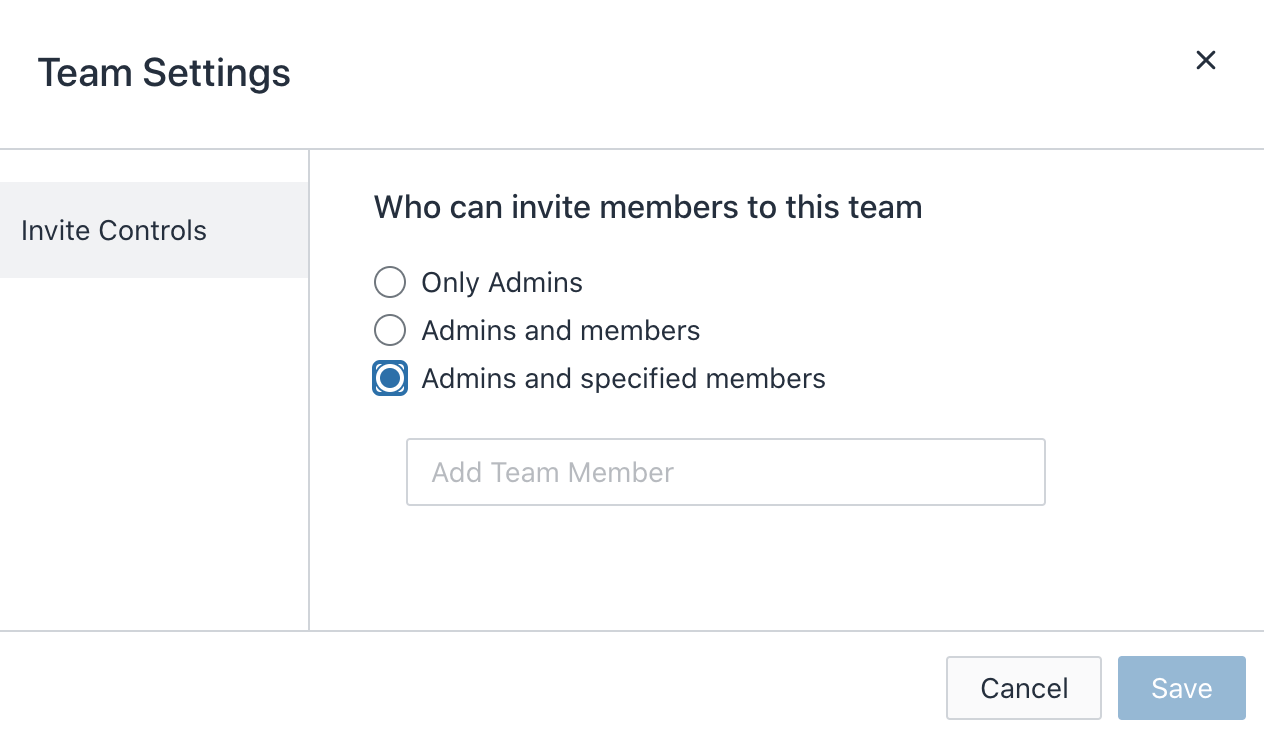 Team Settings
Invite Controls
Who can invite members to this team
Only Admins
Admins and members
Admins and specified members
Add Team Member
Cancel
Save